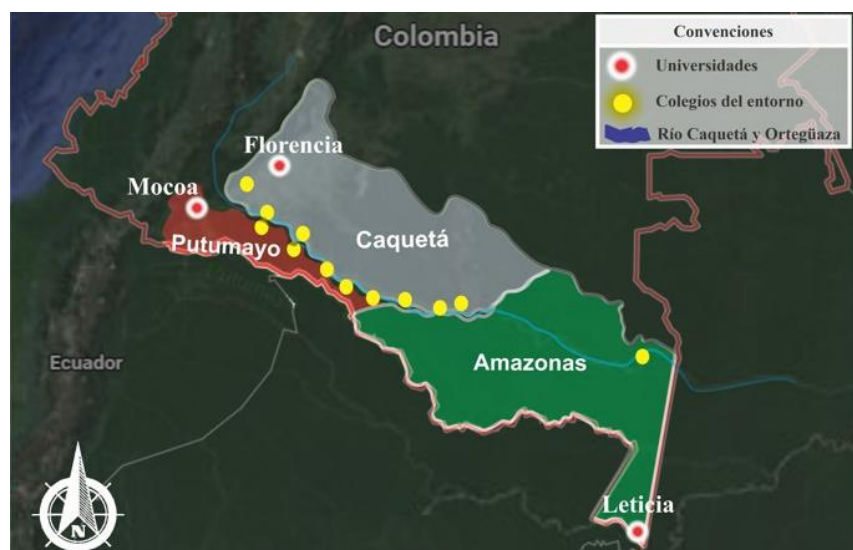 Colombia
Convenciones
Universidades
Colegios del entorno
Río Caquetá y Ortegüaza
Florencia
Mocoa
Putumayo
Caquetá
Ecuador
Amazonas
Leticia
N